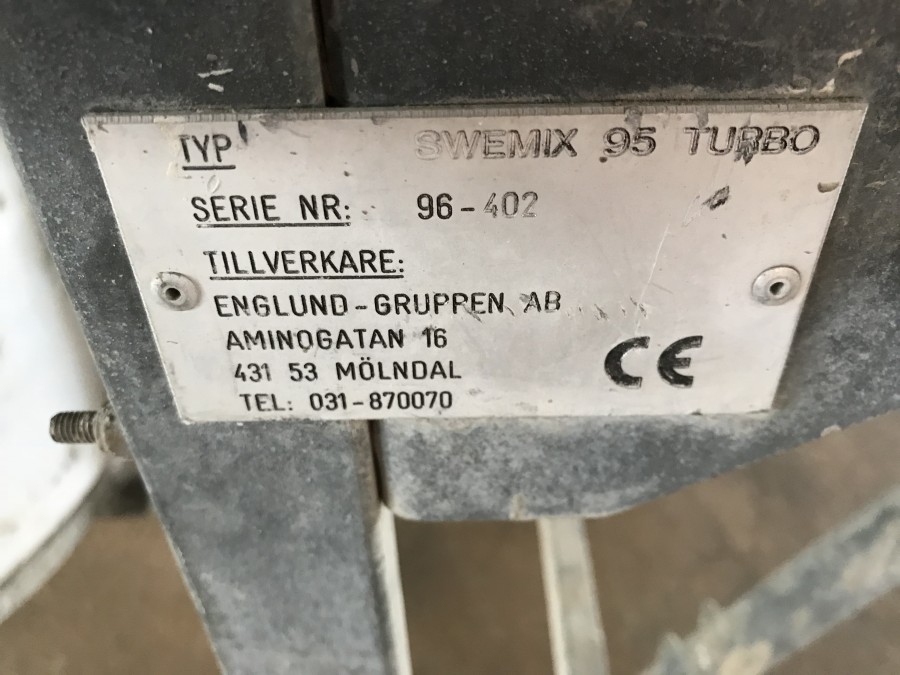 TYP SWEMIX 95 TURBO
SERIE NR: 96-402
TILLVERKARE:
ENGLUND-GRUPPEN AB
AMINOGATAN 16
431 53 MÖLNDAL
TEL: 031-870070
CE